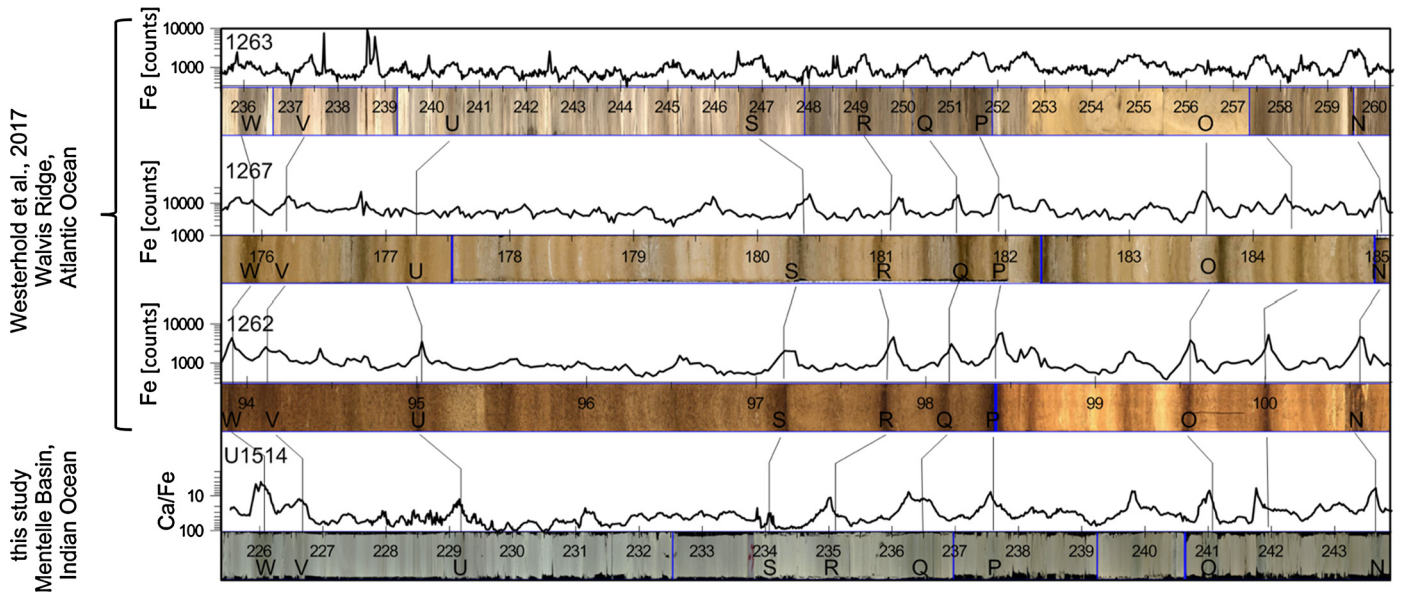 Westerhold et al., 2017
Walvis Ridge,
Atlantic Ocean
this study
Mentelle Basin,
Indian Ocean
Fe [counts]
10000
1000
1263
236 237 238 239 240 241 242 243 244 245 246 247 248 249 250 251 252 253 254 255 256 257 258 259 260
W V U S R Q P O N
Fe [counts]
10000
1000
1267
176 177 178 179 180 181 182 183 184 185
W V U S R Q P O N
Fe [counts]
10000
1000
1262
94 95 96 97 98 99 100
W V U S R Q P O N
Ca/Fe
10
100
U1514
226 227 228 229 230 231 232 233 234 235 236 237 238 239 240 241 242 243
W V U S R Q P O N